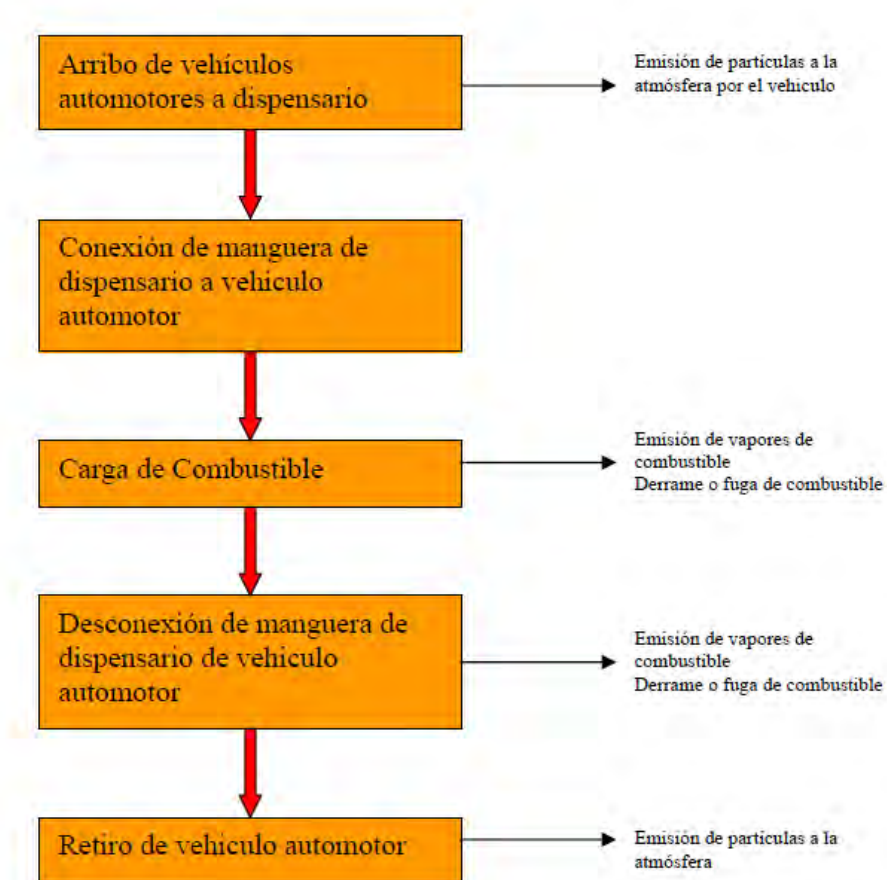 Arribo de vehículos
automotores a dispensario
Emisión de partículas a la
atmósfera por el vehiculo
Conexión de manguera de
dispensario a vehículo
automotor
Carga de Combustible
Emisión de vapores de
combustible
Derrame o fuga de combustible
Desconexión de manguera de
dispensario de vehiculo
automotor
Emisión de vapores de
combustible
Derrame o fuga de combustible
Retiro de vehiculo automotor
Emisión de partículas a la
atmósfera